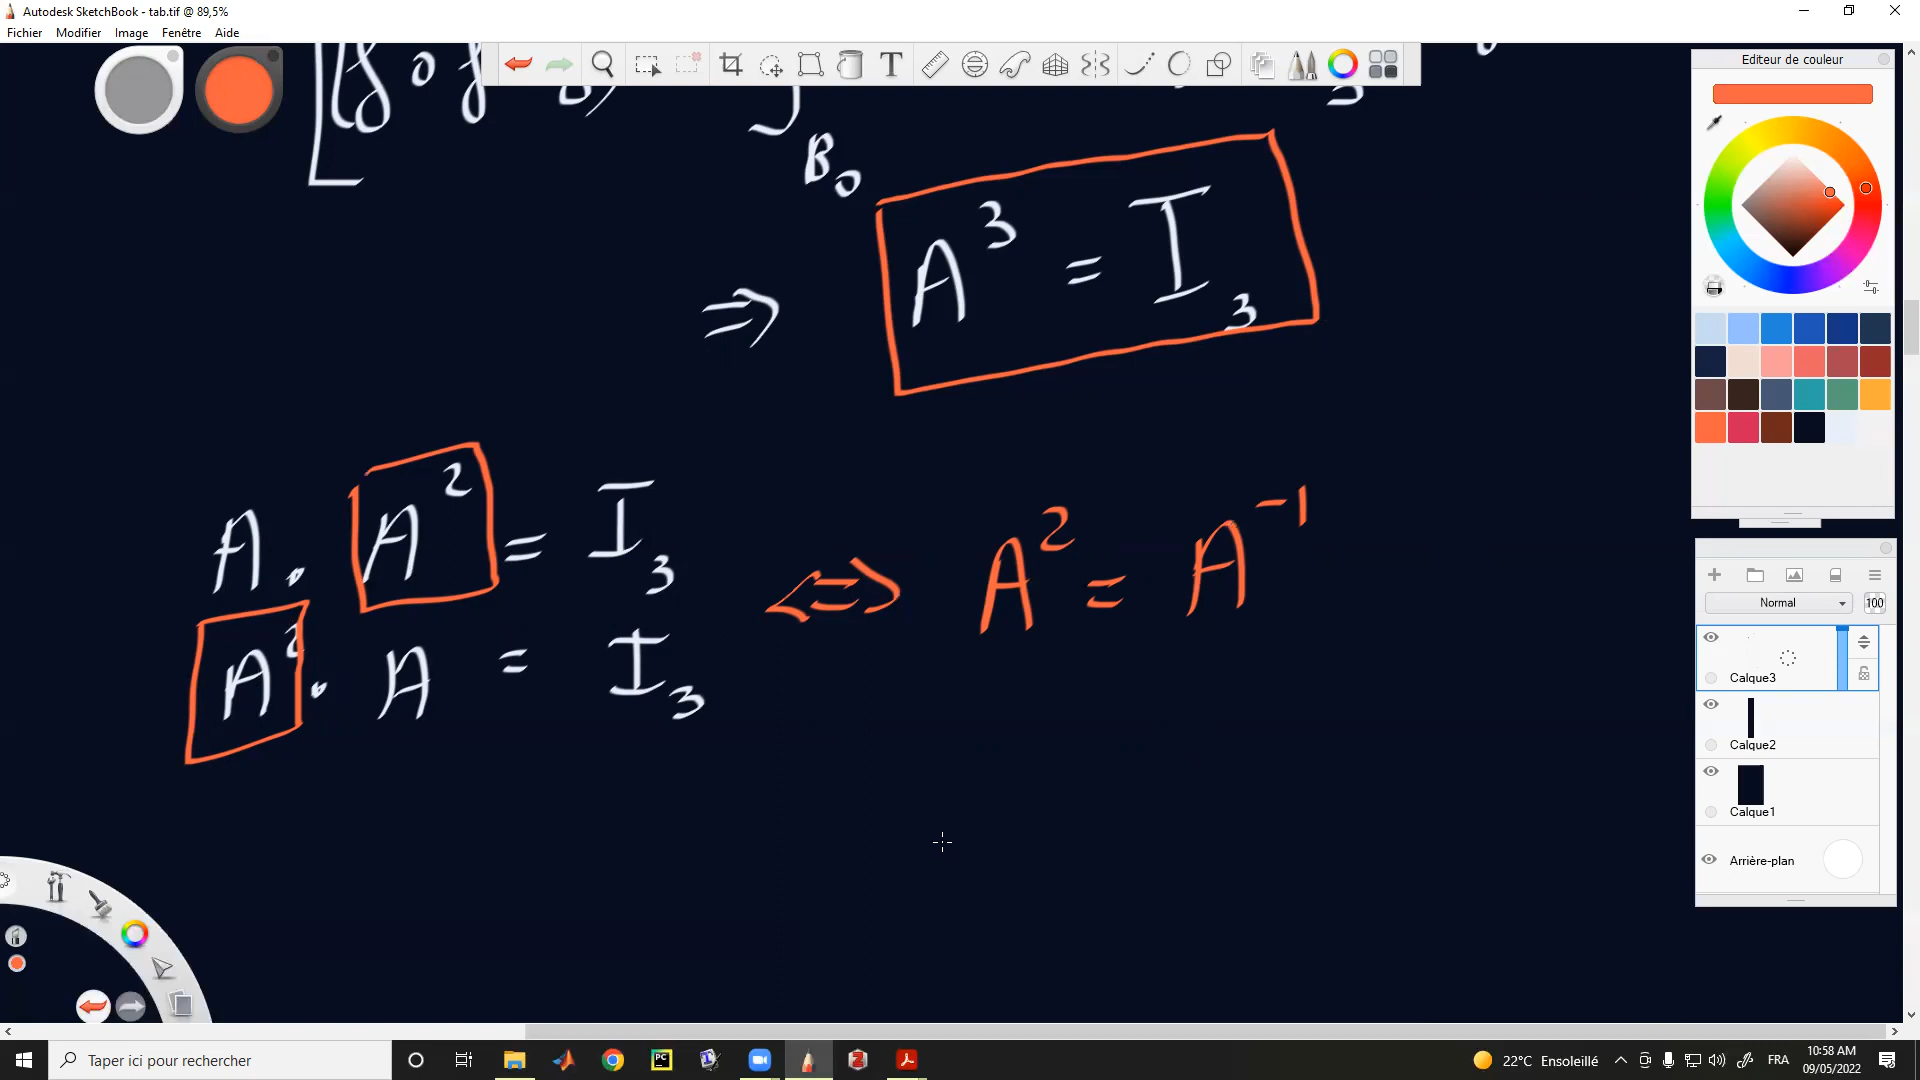 Autodesk SketchBook - tab.tif @ 89,5%
Fichier Modifier Image Fenêtre Aide
Editeur de couleur
B₀
⇒ A³ = I₃
A . A² = I₃ ⇔ A² = A⁻¹
A² . A = I₃
Normal 100
Calque3
Calque2
Calque1
Arrière-plan
Taper ici pour rechercher
PC
22°C Ensoleillé
FRA
10:58 AM
09/05/2022